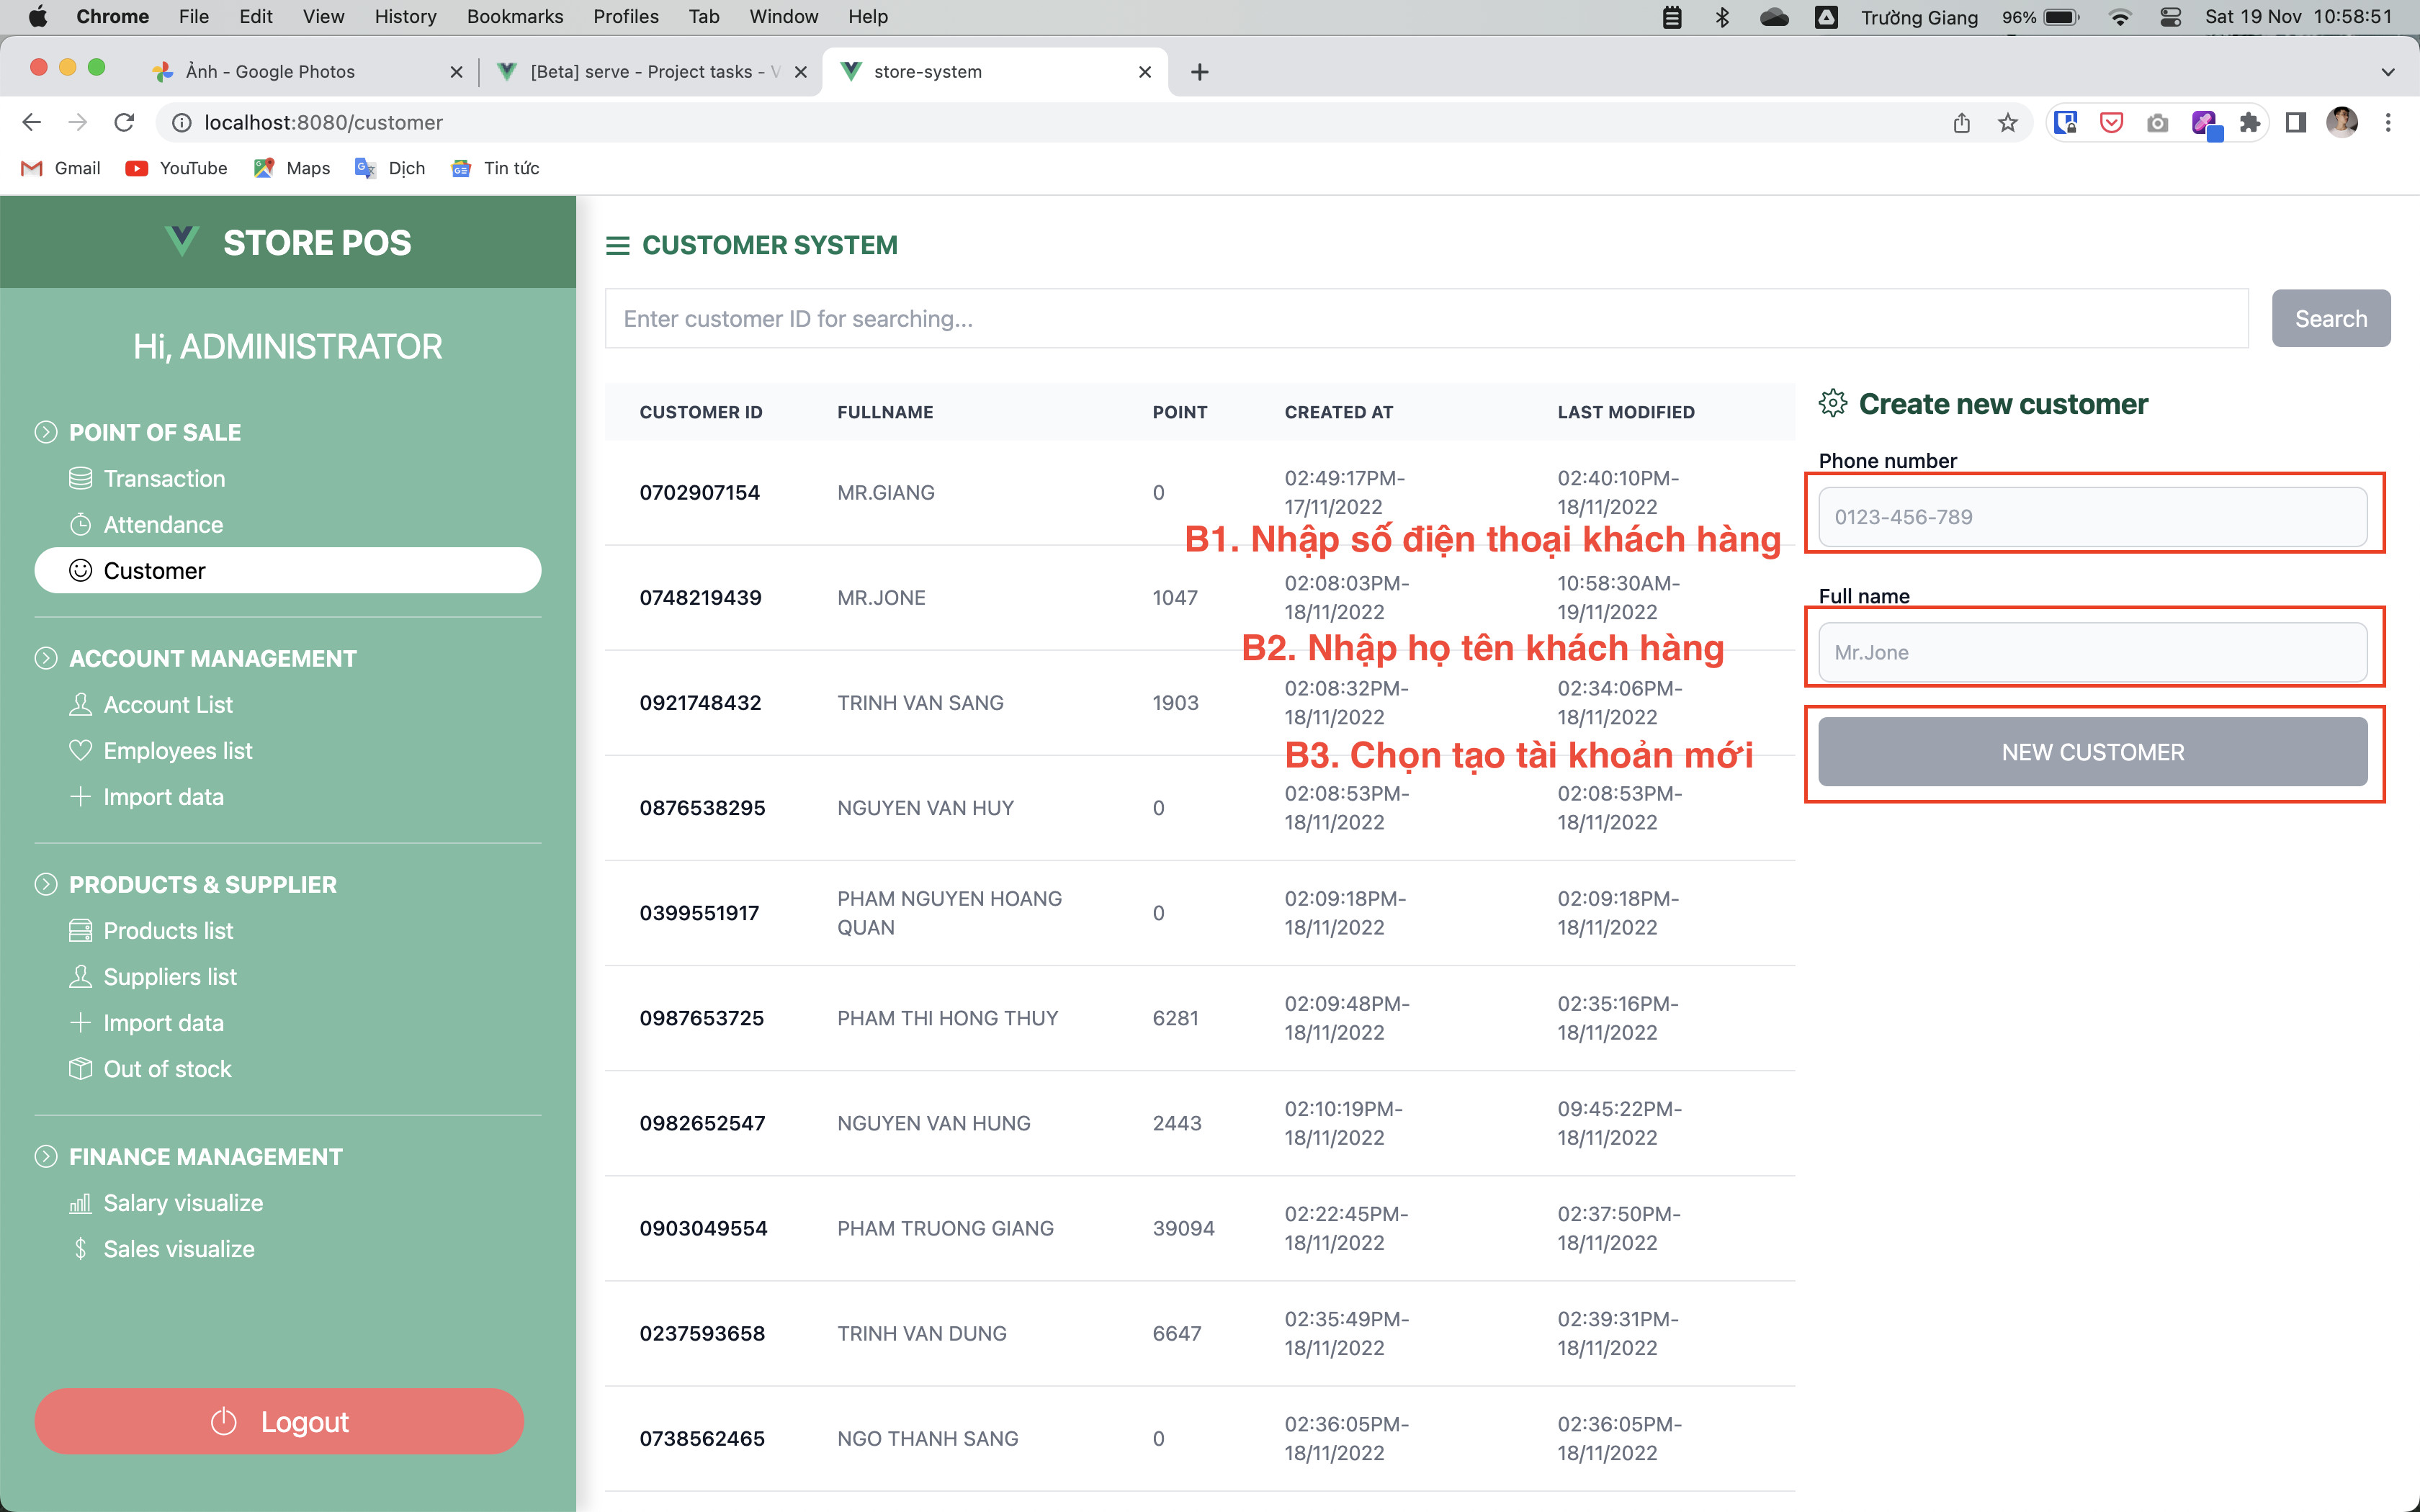 Chrome File Edit View History Bookmarks Profiles Tab Window Help
Trường Giang 96% Sat 19 Nov 10:58:51
Ảnh - Google Photos
[Beta] serve - Project tasks - V
store-system
localhost:8080/customer
Gmail YouTube Maps Dịch Tin tức
STORE POS
Hi, ADMINISTRATOR
POINT OF SALE
Transaction
Attendance
Customer
ACCOUNT MANAGEMENT
Account List
Employees list
Import data
PRODUCTS & SUPPLIER
Products list
Suppliers list
Import data
Out of stock
FINANCE MANAGEMENT
Salary visualize
Sales visualize
Logout
CUSTOMER SYSTEM
Enter customer ID for searching...
Search
CUSTOMER ID FULLNAME POINT CREATED AT LAST MODIFIED
0702907154 MR.GIANG 0 02:49:17PM- 02:40:10PM-
17/11/2022 18/11/2022
0748219439 MR.JONE 1047 02:08:03PM- 10:58:30AM-
18/11/2022 19/11/2022
0921748432 TRINH VAN SANG 1903 02:08:32PM- 02:34:06PM-
18/11/2022 18/11/2022
0876538295 NGUYEN VAN HUY 0 02:08:53PM- 02:08:53PM-
18/11/2022 18/11/2022
0399551917 PHAM NGUYEN HOANG 0 02:09:18PM- 02:09:18PM-
QUAN 18/11/2022 18/11/2022
0987653725 PHAM THI HONG THUY 6281 02:09:48PM- 02:35:16PM-
18/11/2022 18/11/2022
0982652547 NGUYEN VAN HUNG 2443 02:10:19PM- 09:45:22PM-
18/11/2022 18/11/2022
0903049554 PHAM TRUONG GIANG 39094 02:22:45PM- 02:37:50PM-
18/11/2022 18/11/2022
0237593658 TRINH VAN DUNG 6647 02:35:49PM- 02:39:31PM-
18/11/2022 18/11/2022
0738562465 NGO THANH SANG 0 02:36:05PM- 02:36:05PM-
18/11/2022 18/11/2022
Create new customer
Phone number
B1. Nhập số điện thoại khách hàng
0123-456-789
Full name
B2. Nhập họ tên khách hàng
Mr.Jone
B3. Chọn tạo tài khoản mới
NEW CUSTOMER